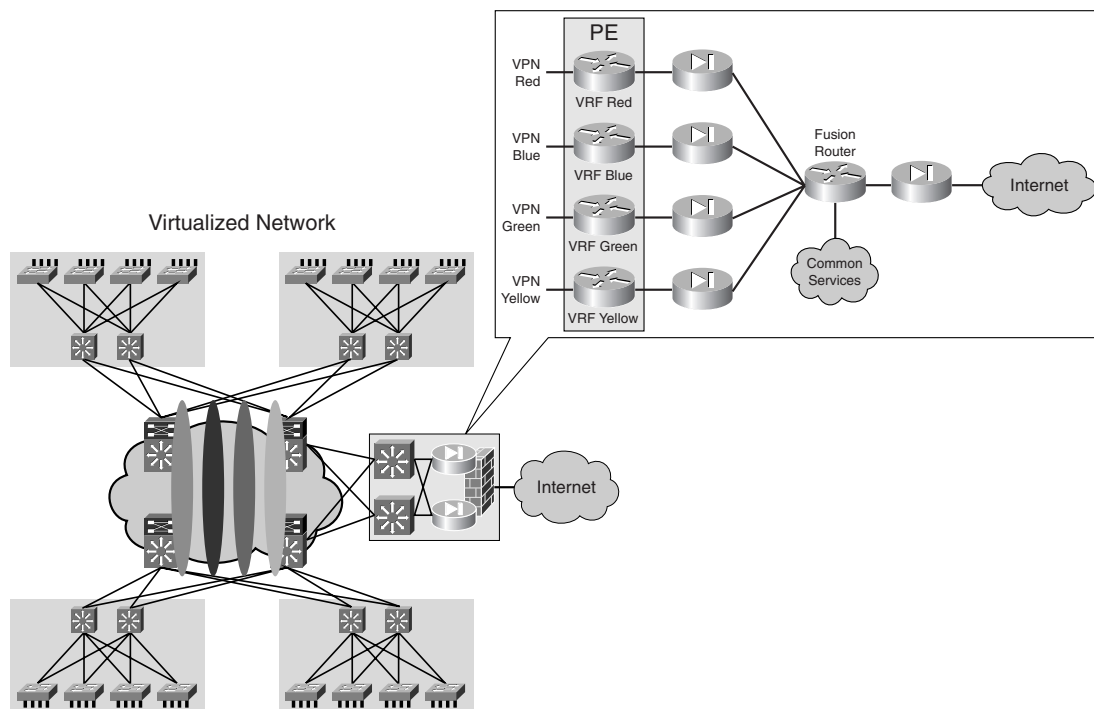 PE
VPN
Red
VRF Red
VPN
Blue
VRF Blue
VPN
Green
VRF Green
VPN
Yellow
VRF Yellow
Fusion
Router
Internet
Common
Services
Virtualized Network
Internet